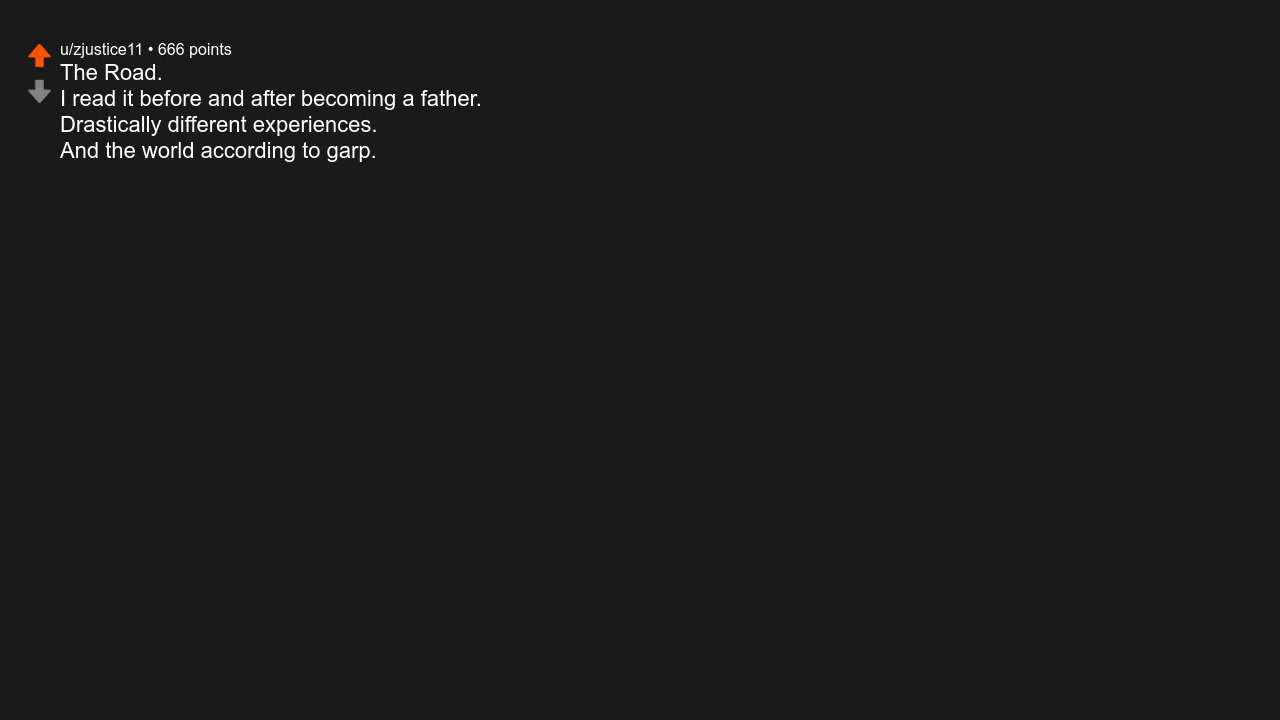 u/zjustice11 • 666 points
The Road.
I read it before and after becoming a father.
Drastically different experiences.
And the world according to garp.